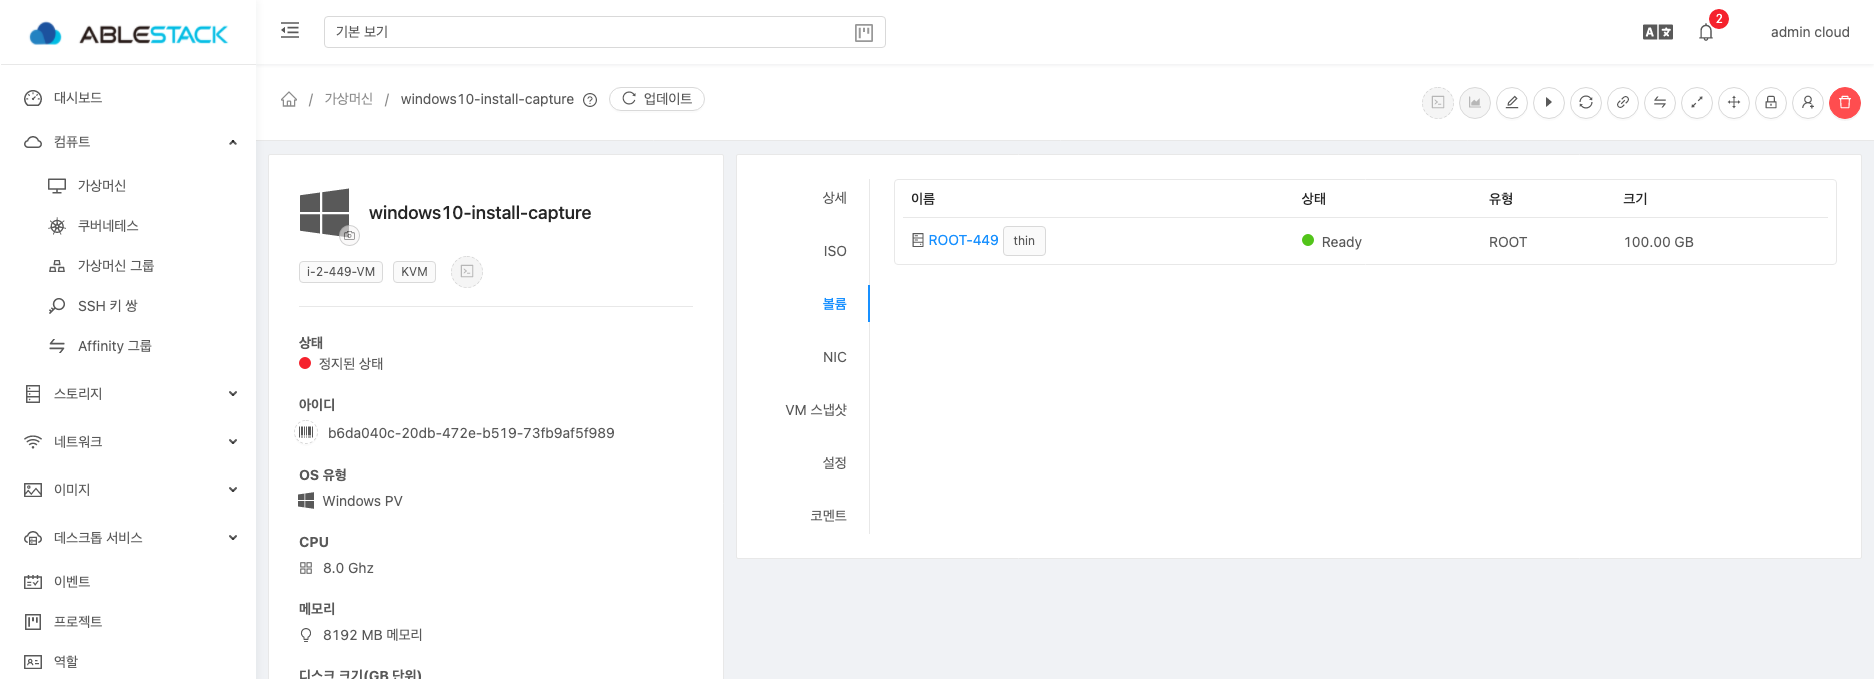 ABLESTACK
기본 보기
2
admin cloud
/ 가상머신 / windows10-install-capture 업데이트
대시보드
컴퓨트
가상머신
쿠버네테스
가상머신 그룹
SSH 키 쌍
Affinity 그룹
스토리지
네트워크
이미지
데스크톱 서비스
이벤트
프로젝트
역할
windows10-install-capture
i-2-449-VM KVM
상태
정지된 상태
아이디
b6da040c-20db-472e-b519-73fb9af5f989
OS 유형
Windows PV
CPU
8.0 Ghz
메모리
8192 MB 메모리
디스크 크기(GB 단위)
상세
ISO
볼륨
NIC
VM 스냅샷
설정
코멘트
이름 상태 유형 크기
ROOT-449 thin Ready ROOT 100.00 GB